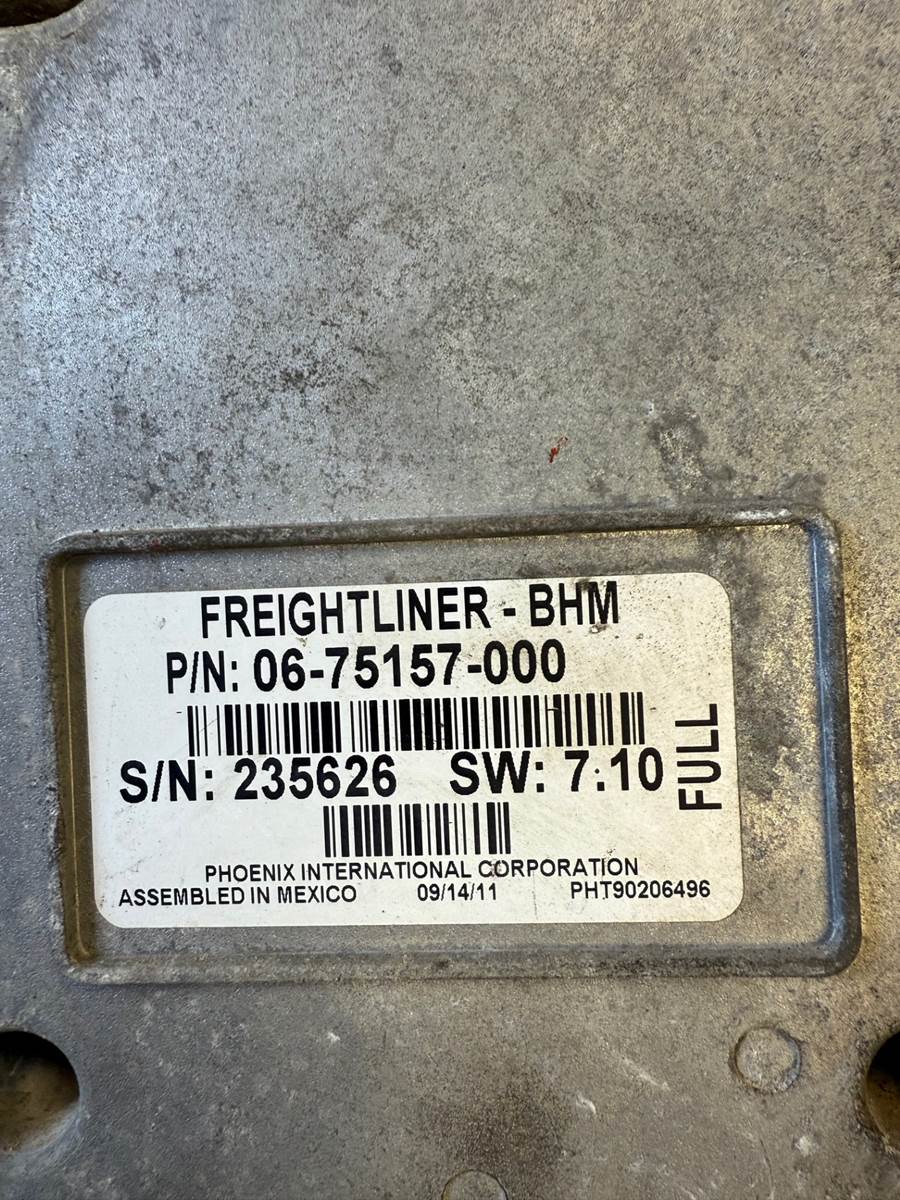 FREIGHTLINER - BHM
P/N: 06-75157-000
S/N: 235626 SW: 7.10
FULL
PHOENIX INTERNATIONAL CORPORATION
ASSEMBLED IN MEXICO 09/14/11 PHT90206496